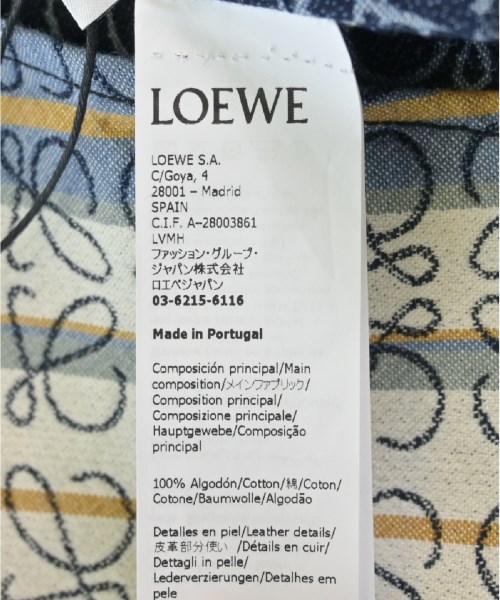 LOEWE
LOEWE S.A.
C/Goya, 4
28001 – Madrid
SPAIN
C.I.F. A–28003861
LVMH
ファッション・グループ・
ジャパン株式会社
ロエベジャパン
03-6215-6116
Made in Portugal
Composición principal/Main
composition/メインファブリック/
Composition principal/
Composizione principale/
Hauptgewebe/Composição
principal
100% Algodón/Cotton/綿/Coton/
Cotone/Baumwolle/Algodão
Detalles en piel/Leather details/
皮革部分使い /Détails en cuir/
Dettagli in pelle/
Lederverzierungen/Detalhes em
pele